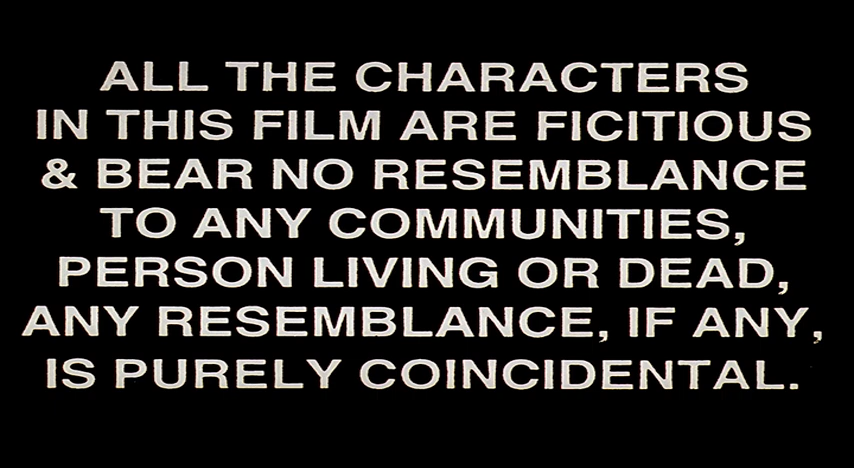 ALL THE CHARACTERS
IN THIS FILM ARE FICITIOUS
& BEAR NO RESEMBLANCE
TO ANY COMMUNITIES,
PERSON LIVING OR DEAD,
ANY RESEMBLANCE, IF ANY,
IS PURELY COINCIDENTAL.